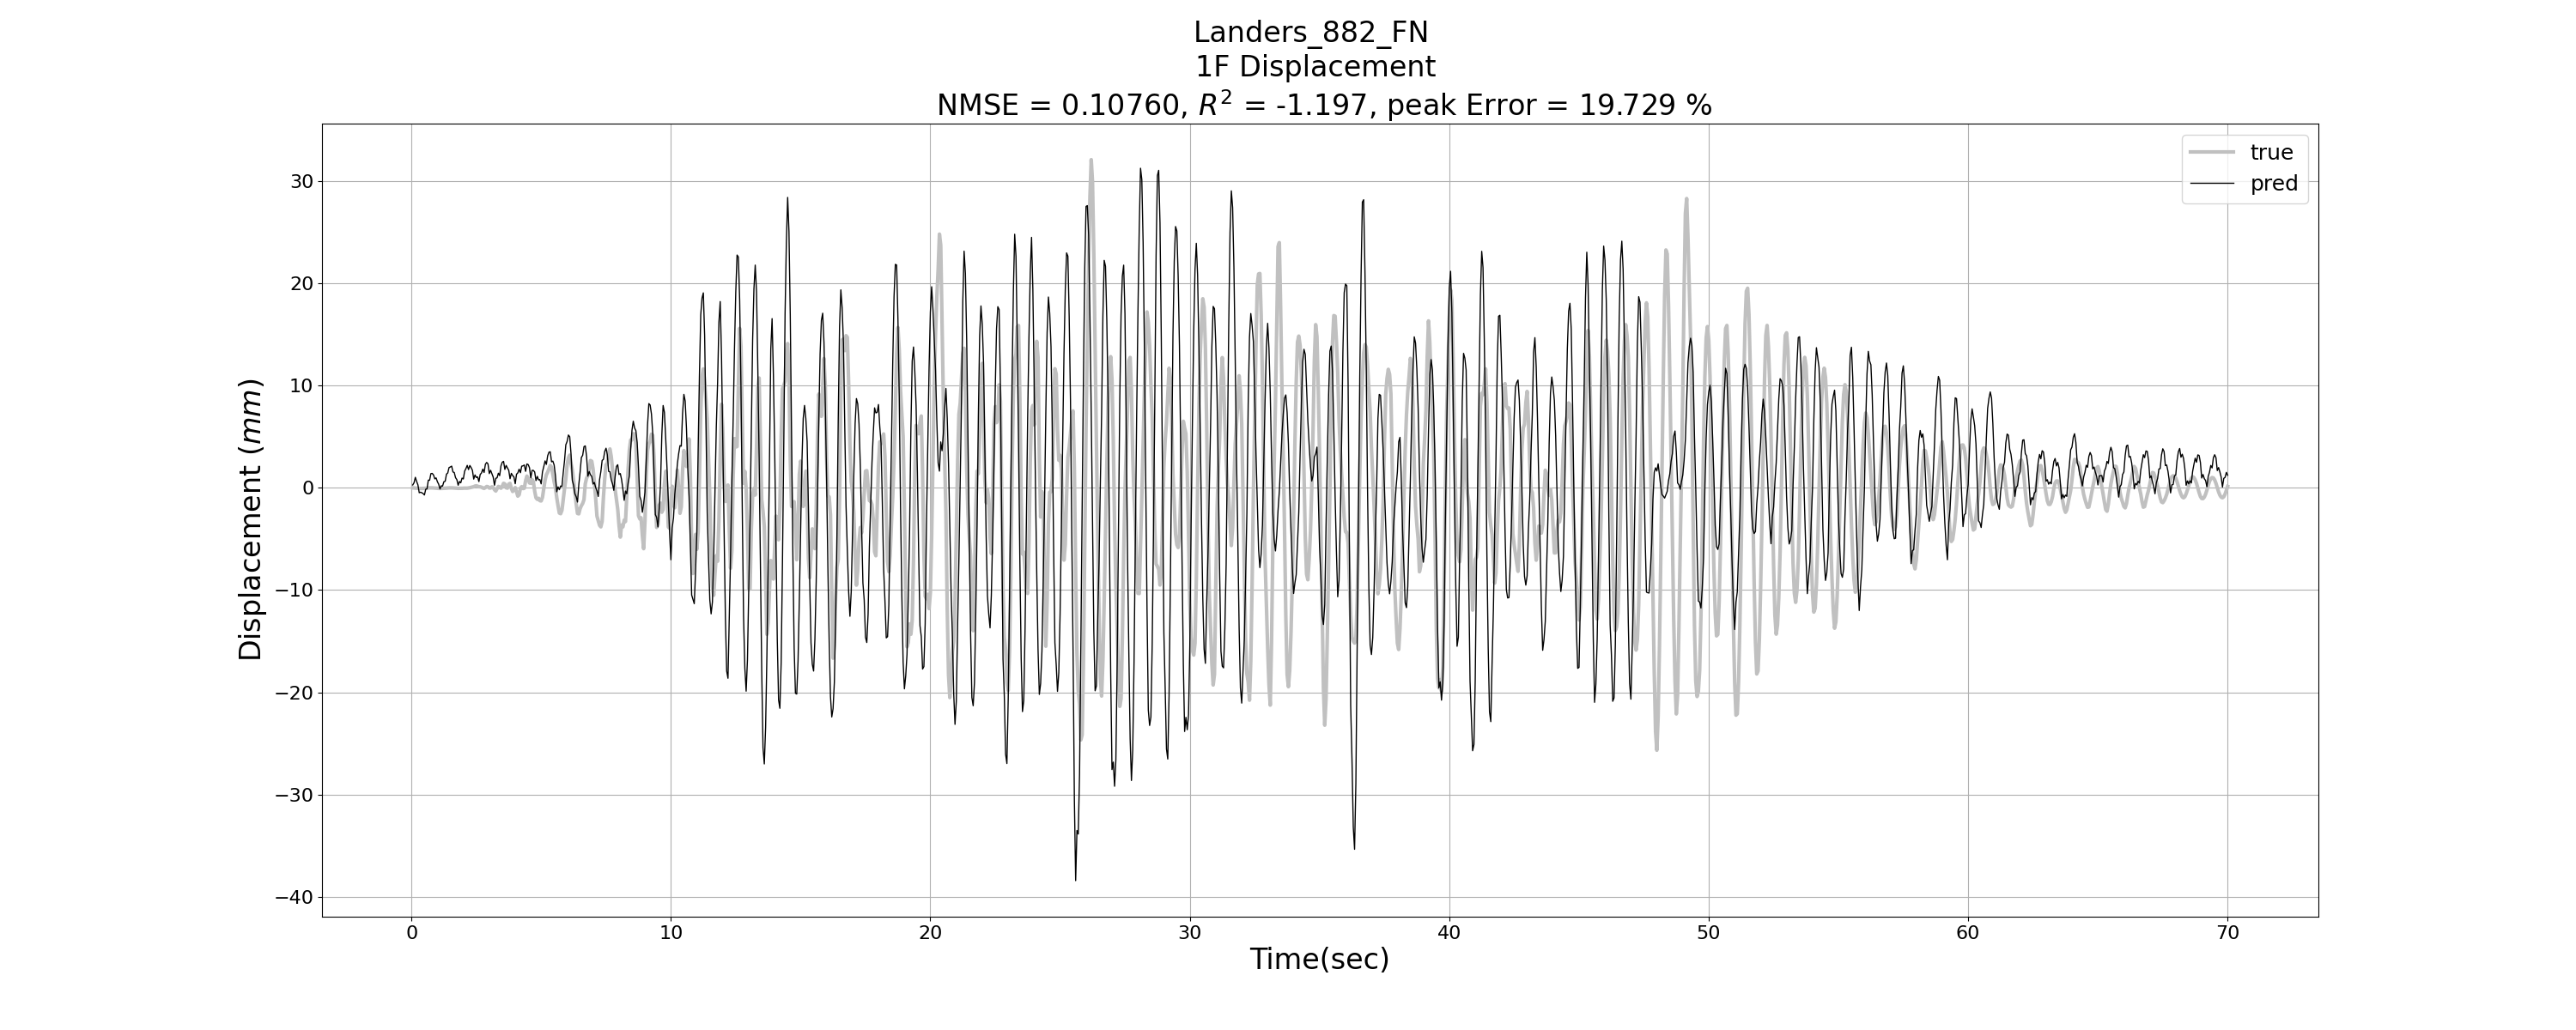 Landers_882_FN
1F Displacement
NMSE = 0.10760, R² = -1.197, peak Error = 19.729 %
true
pred
Displacement (mm)
30
20
10
0
−10
−20
−30
−40
0 10 20 30 40 50 60 70
Time(sec)